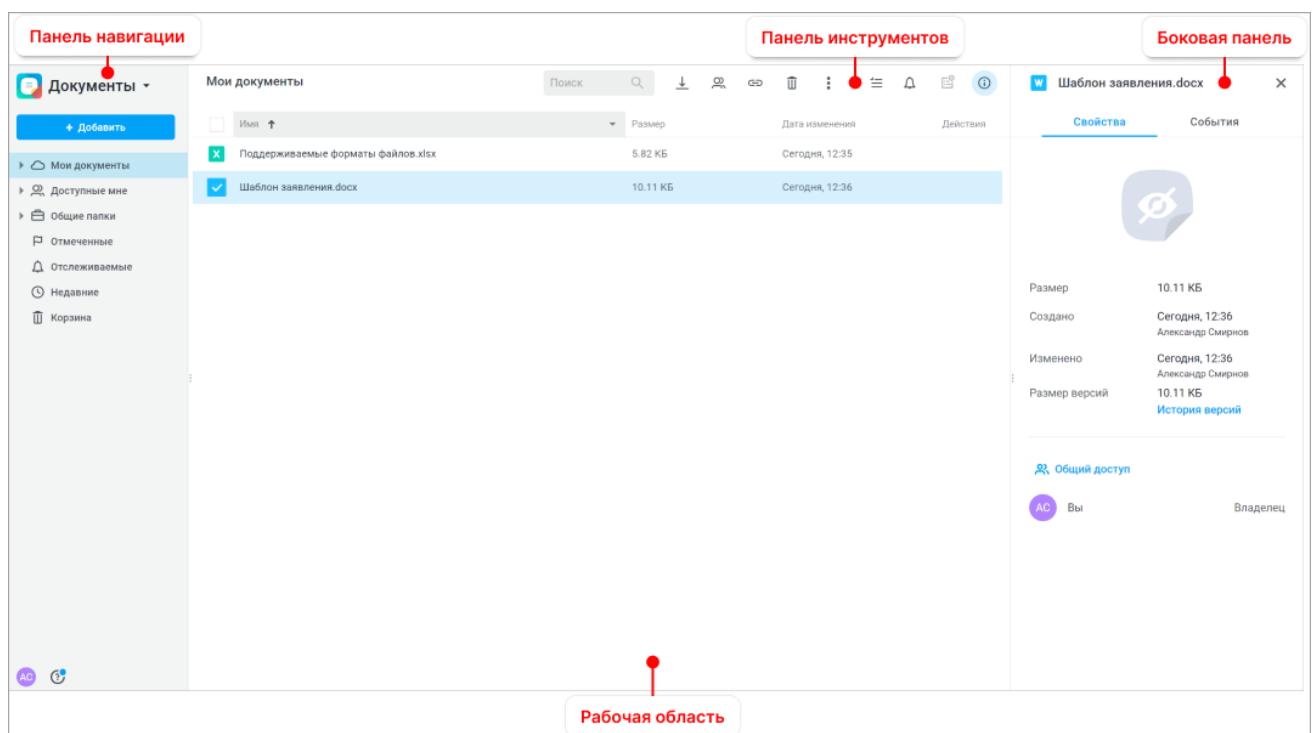 Панель навигации
Панель инструментов
Боковая панель
Документы
Мои документы
Поиск
Шаблон заявления.docx
+ Добавить
Имя
Размер
Дата изменения
Действия
Свойства
События
Мои документы
Доступные мне
Общие папки
Отмеченные
Отслеживаемые
Недавние
Корзина
X Поддерживаемые форматы файлов.xlsx 5.82 КБ Сегодня, 12:35
Шаблон заявления.docx 10.11 КБ Сегодня, 12:36
W
Размер 10.11 КБ
Создано Сегодня, 12:36
Александр Смирнов
Изменено Сегодня, 12:36
Александр Смирнов
Размер версий 10.11 КБ
История версий
Общий доступ
АС Вы Владелец
АС
Рабочая область